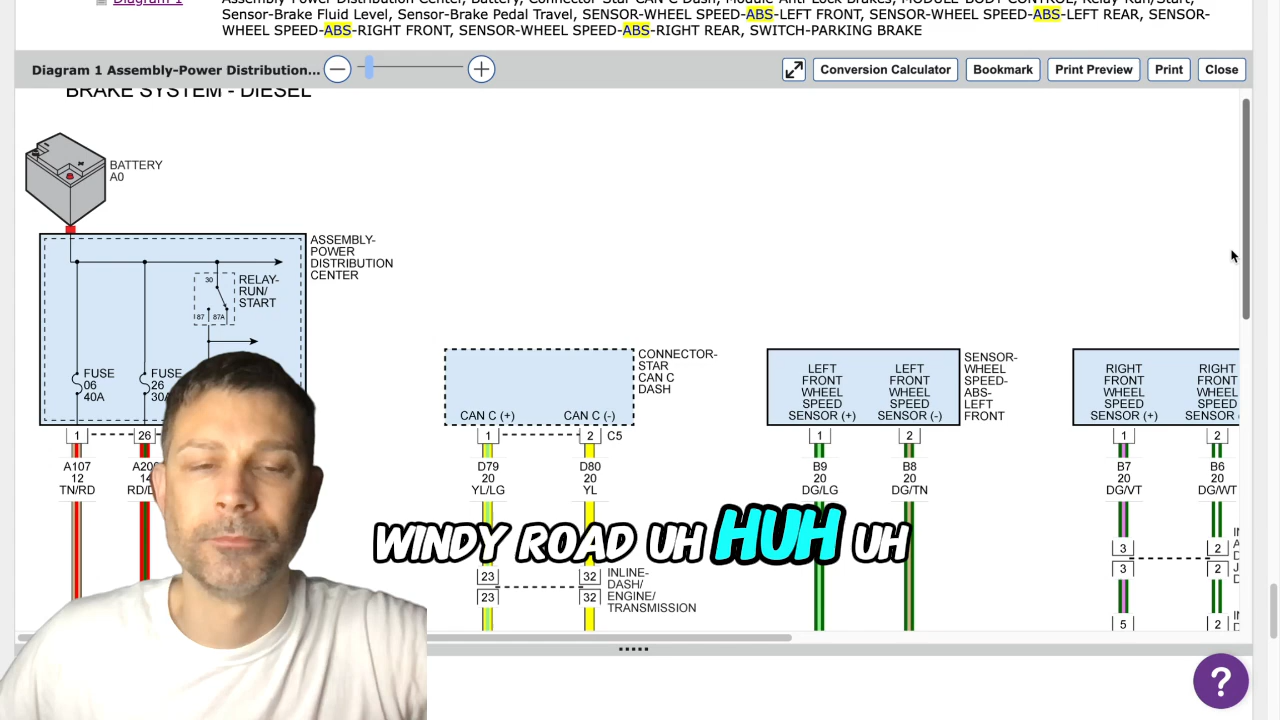 Diagram 1
Assembly-Power Distribution Center, Battery, Connector-Star CAN C Dash, Module-Anti-Lock Brakes, MODULE-BODY CONTROL, Relay-Run/Start,
Sensor-Brake Fluid Level, Sensor-Brake Pedal Travel, SENSOR-WHEEL SPEED-ABS-LEFT FRONT, SENSOR-WHEEL SPEED-ABS-LEFT REAR, SENSOR-
WHEEL SPEED-ABS-RIGHT FRONT, SENSOR-WHEEL SPEED-ABS-RIGHT REAR, SWITCH-PARKING BRAKE
Diagram 1 Assembly-Power Distribution...
Conversion Calculator
Bookmark
Print Preview
Print
Close
BRAKE SYSTEM - DIESEL
BATTERY
A0
ASSEMBLY-
POWER
DISTRIBUTION
CENTER
30
RELAY-
RUN/
START
87
87A
FUSE
06
40A
FUSE
26
30A
1
26
A107
12
TN/RD
14
CAN C (+)
CAN C (-)
CONNECTOR-
STAR
CAN C
DASH
1
2
C5
D79
20
YL/LG
D80
20
YL
23
32
23
32
INLINE-
DASH/
ENGINE/
TRANSMISSION
LEFT
FRONT
WHEEL
SPEED
SENSOR (+)
LEFT
FRONT
WHEEL
SPEED
SENSOR (-)
SENSOR-
WHEEL
SPEED-
ABS-
LEFT
FRONT
1
2
B9
20
DG/LG
B8
20
DG/TN
RIGHT
FRONT
WHEEL
SPEED
SENSOR (+)
RIGHT
FRONT
WHEEL
SPEED
SENSOR
1
2
B7
20
DG/VT
B6
20
DG/WT
3
2
3
2
5
2
WINDY ROAD UH HUH UH
?